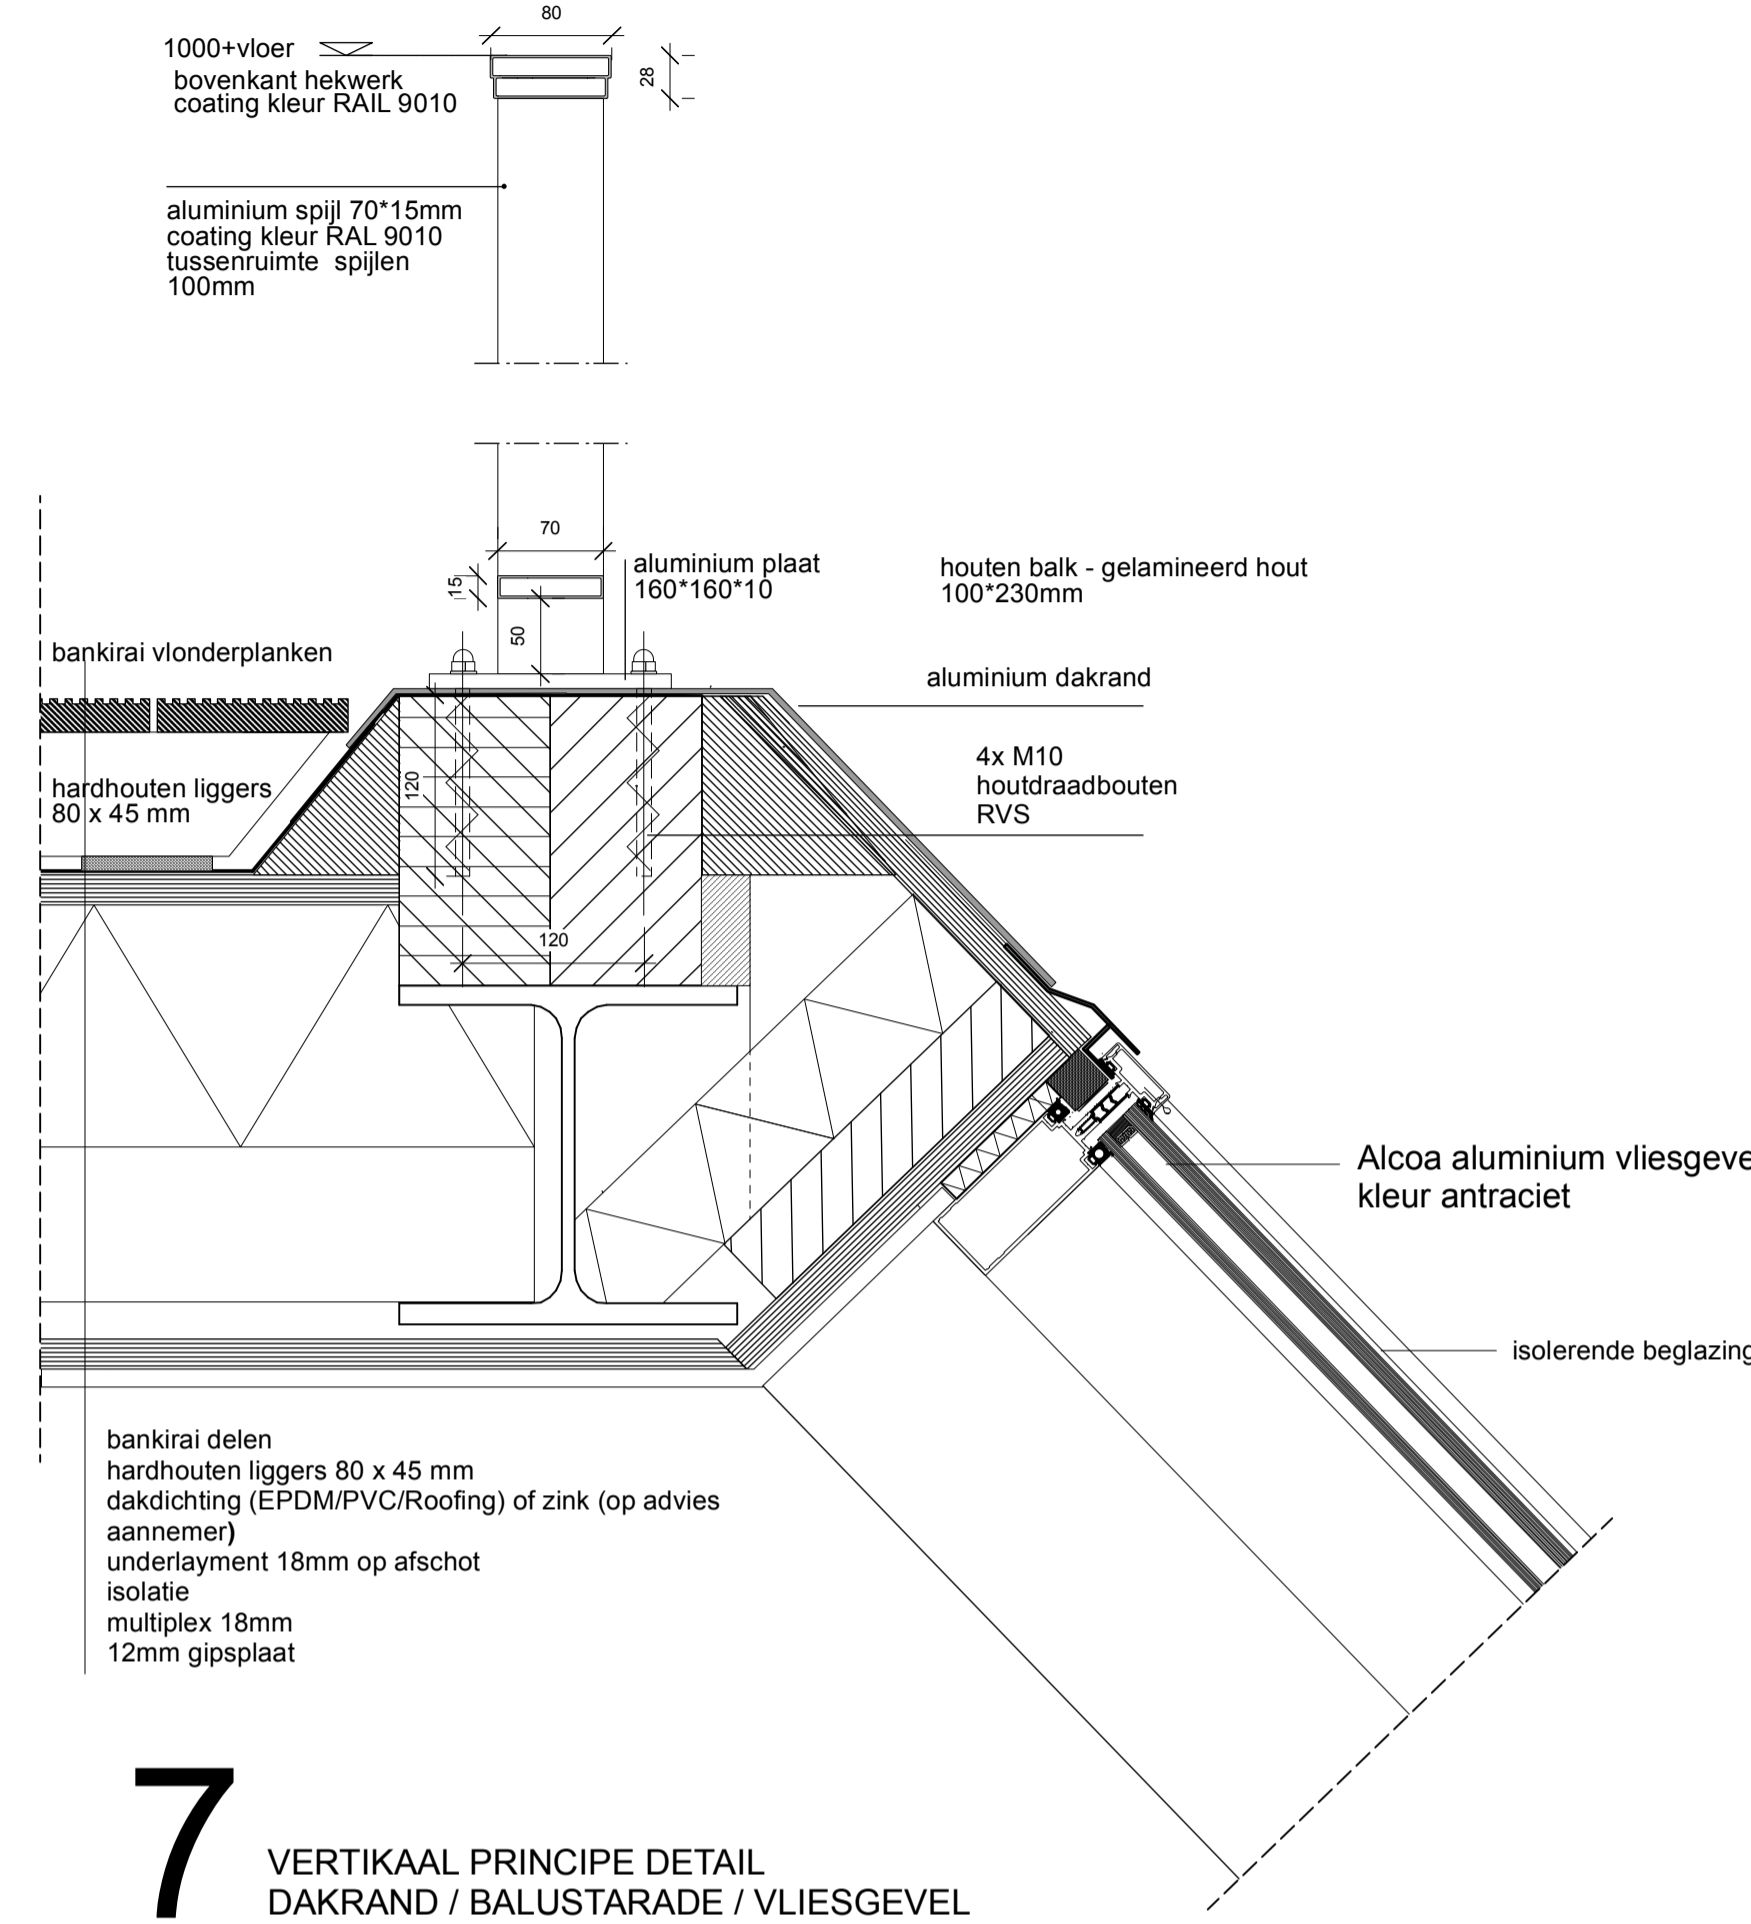 80
1000+vloer
bovenkant hekwerk
coating kleur RAIL 9010
28
aluminium spijl 70*15mm
coating kleur RAL 9010
tussenruimte  spijlen
100mm
70
15
50
aluminium plaat
160*160*10
houten balk - gelamineerd hout
100*230mm
bankirai vlonderplanken
aluminium dakrand
hardhouten liggers
80 x 45 mm
120
4x M10
houtdraadbouten
RVS
120
Alcoa aluminium vliesgeve
kleur antraciet
isolerende beglazing
bankirai delen
hardhouten liggers 80 x 45 mm
dakdichting (EPDM/PVC/Roofing) of zink (op advies
aannemer)
underlayment 18mm op afschot
isolatie
multiplex 18mm
12mm gipsplaat
7
VERTIKAAL PRINCIPE DETAIL
DAKRAND / BALUSTARADE / VLIESGEVEL